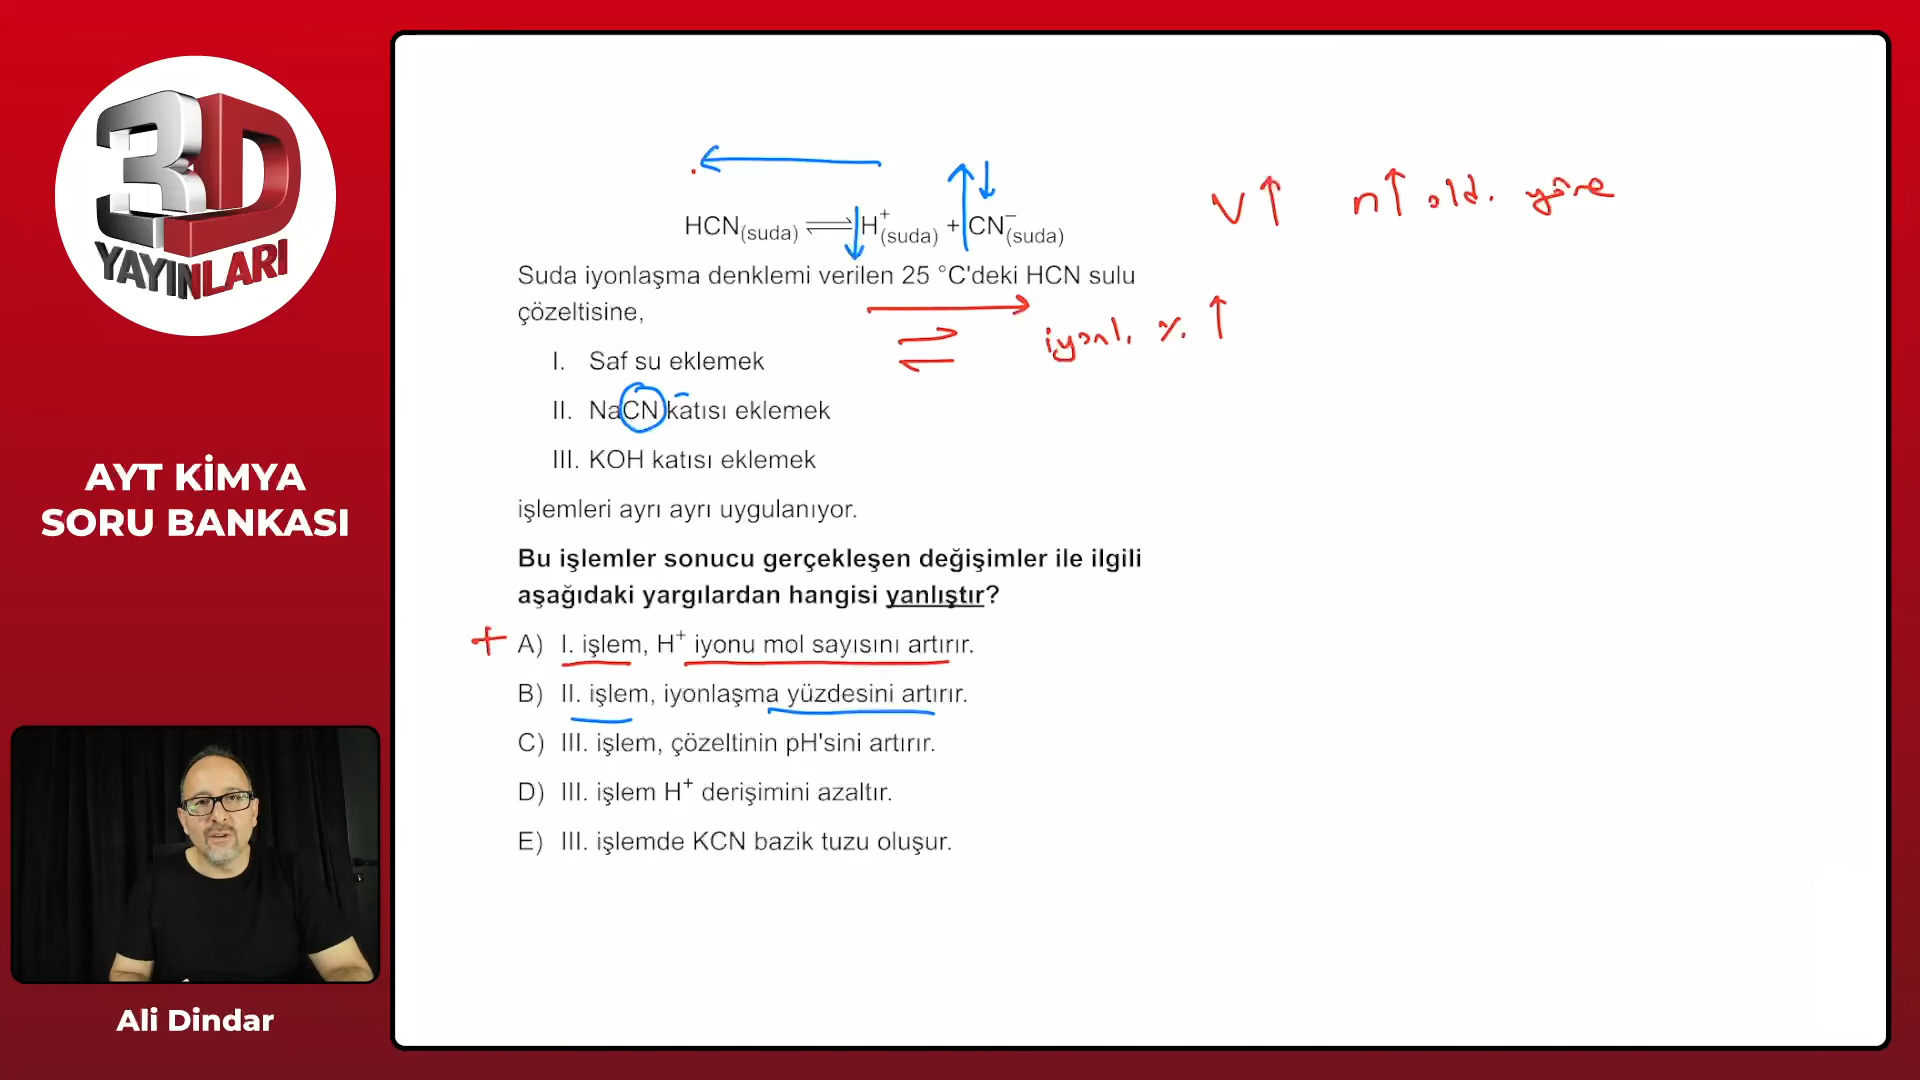 3D
YAYINLARI
AYT KİMYA
SORU BANKASI
Ali Dindar
HCN(suda) ⇌ H+(suda) + CN−(suda)
V↑ n↑ old. yöne
Suda iyonlaşma denklemi verilen 25 °C'deki HCN sulu
çözeltisine,
iyonl. %. ↑
I. Saf su eklemek
II. NaCN katısı eklemek
III. KOH katısı eklemek
işlemleri ayrı ayrı uygulanıyor.
Bu işlemler sonucu gerçekleşen değişimler ile ilgili
aşağıdaki yargılardan hangisi yanlıştır?
+ A) I. işlem, H+ iyonu mol sayısını artırır.
B) II. işlem, iyonlaşma yüzdesini artırır.
C) III. işlem, çözeltinin pH'sini artırır.
D) III. işlem H+ derişimini azaltır.
E) III. işlemde KCN bazik tuzu oluşur.